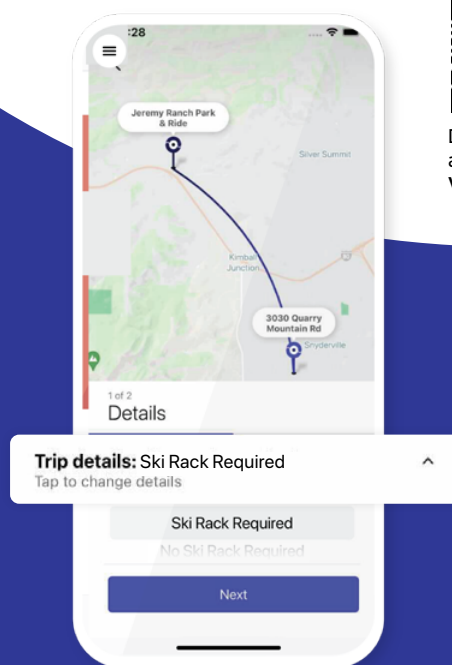 :28
Jeremy Ranch Park
& Ride
Silver Summit
Kimball
Junction
3030 Quarry
Mountain Rd
Snyderville
1 of 2
Details
Trip details: Ski Rack Required
Tap to change details
Ski Rack Required
No Ski Rack Required
Next